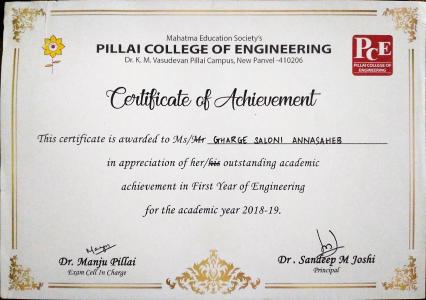 Mahatma Education Society's
PILLAI COLLEGE OF ENGINEERING
Dr. K. M. Vasudevan Pillai Campus, New Panvel -410206
PCE
PILLAI COLLEGE OF
ENGINEERING
Certificate of Achievement
This certificate is awarded to Ms/Mr GHARGE SALONI ANNASAHEB
in appreciation of her/his outstanding academic
achievement in First Year of Engineering
for the academic year 2018-19.
Manju
Dr. Manju Pillai
Exam Cell In Charge
Dr. Sandeep M Joshi
Principal